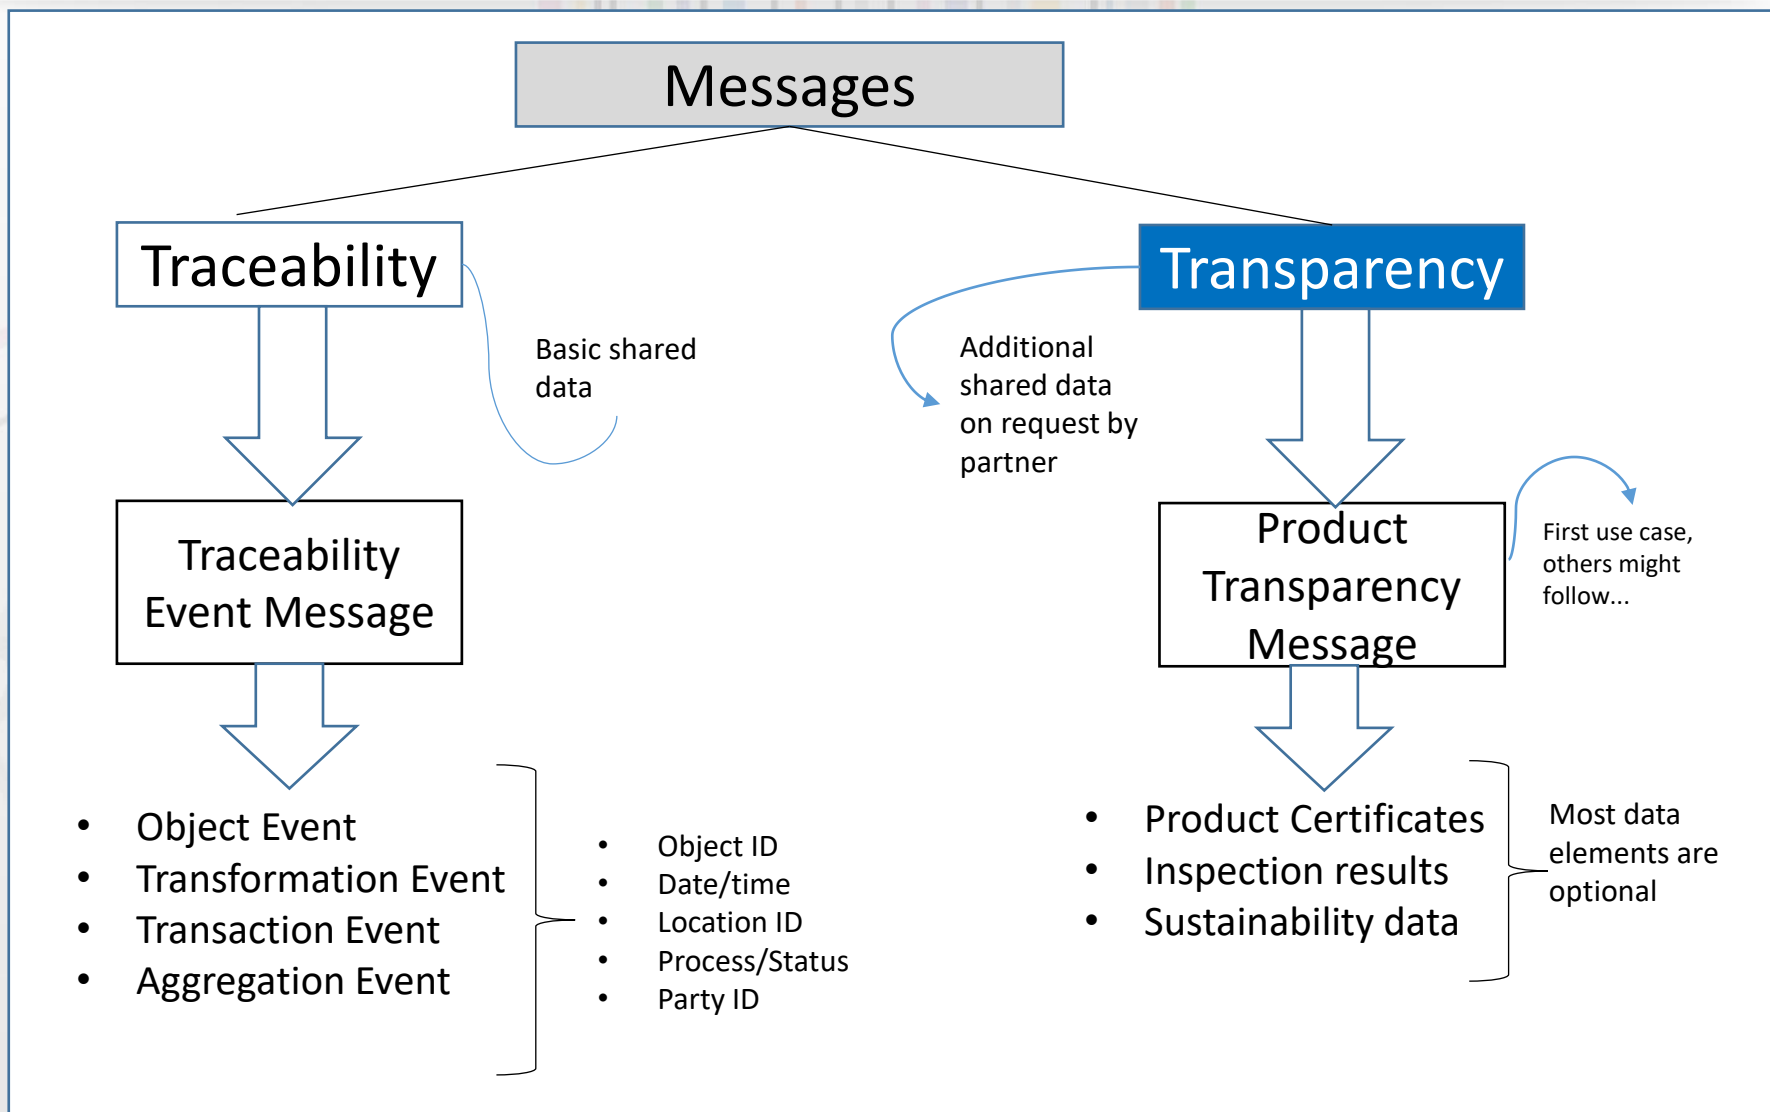 Messages
Traceability
Transparency
Basic shared
data
Additional
shared data
on request by
partner
Traceability
Event Message
Product
Transparency
Message
First use case,
others might
follow...
• Object Event
• Transformation Event
• Transaction Event
• Aggregation Event
• Object ID
• Date/time
• Location ID
• Process/Status
• Party ID
• Product Certificates
• Inspection results
• Sustainability data
Most data
elements are
optional